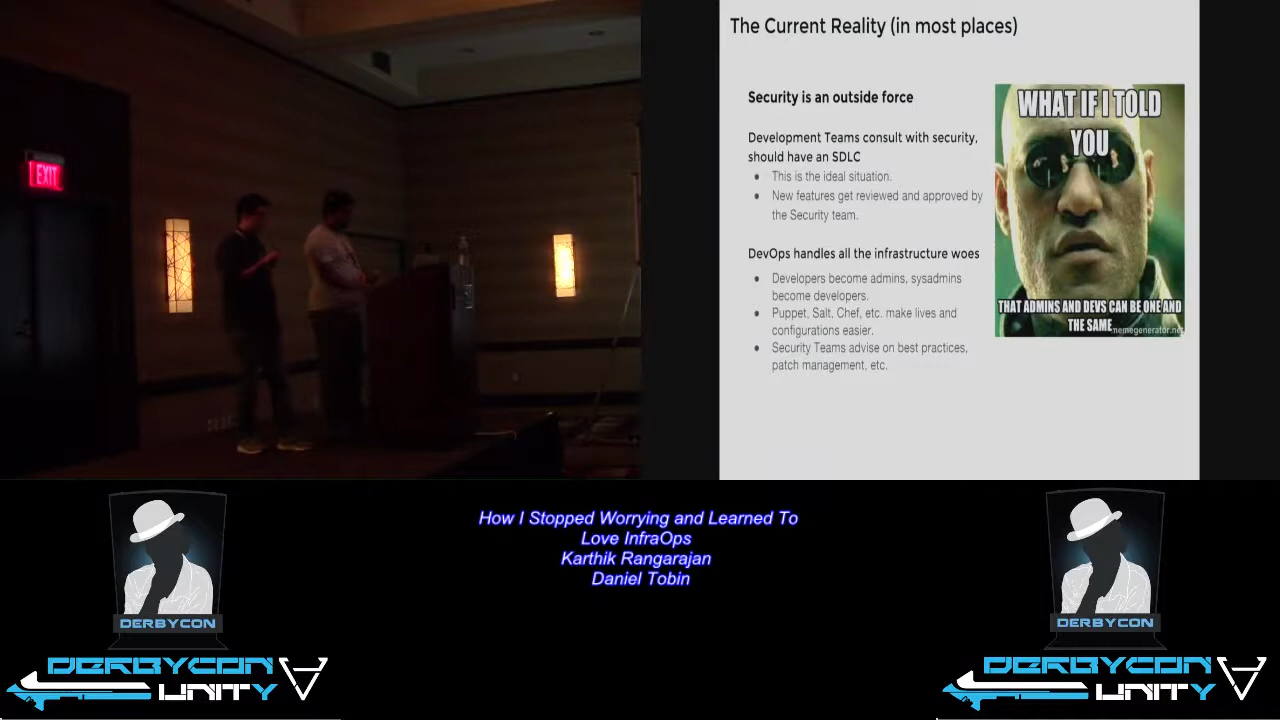 The Current Reality (in most places)
Security is an outside force
Development Teams consult with security,
should have an SDLC
● This is the ideal situation.
● New features get reviewed and approved by
the Security team.
DevOps handles all the infrastructure woes
● Developers become admins, sysadmins
become developers.
● Puppet, Salt, Chef, etc. make lives and
configurations easier.
● Security Teams advise on best practices,
patch management, etc.
WHAT IF I TOLD
YOU
THAT ADMINS AND DEVS CAN BE ONE AND
THE SAME
memegenerator.net
EXIT
How I Stopped Worrying and Learned To
Love InfraOps
Karthik Rangarajan
Daniel Tobin
DERBYCON
DERBYCON
UNITY
DERBYCON
DERBYCON
UNITY